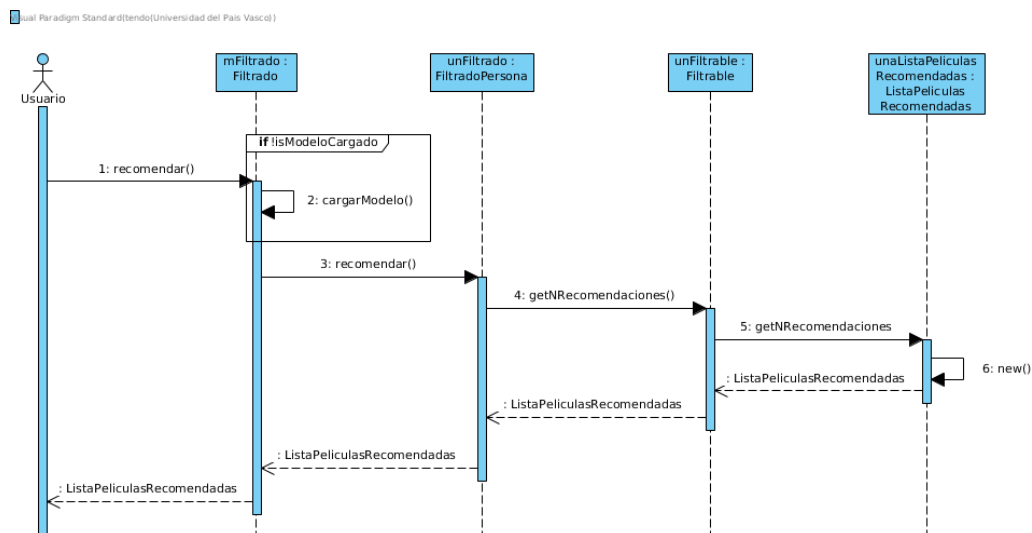 Visual Paradigm Standard(tendo(Universidad del Pais Vasco))
Usuario
mFiltrado :
Filtrado
unFiltrado :
FiltradoPersona
unFiltrable :
Filtrable
unaListaPeliculas
Recomendadas :
ListaPeliculas
Recomendadas
if !isModeloCargado
1: recomendar()
2: cargarModelo()
3: recomendar()
4: getNRecomendaciones()
5: getNRecomendaciones
6: new()
: ListaPeliculasRecomendadas
: ListaPeliculasRecomendadas
: ListaPeliculasRecomendadas
: ListaPeliculasRecomendadas